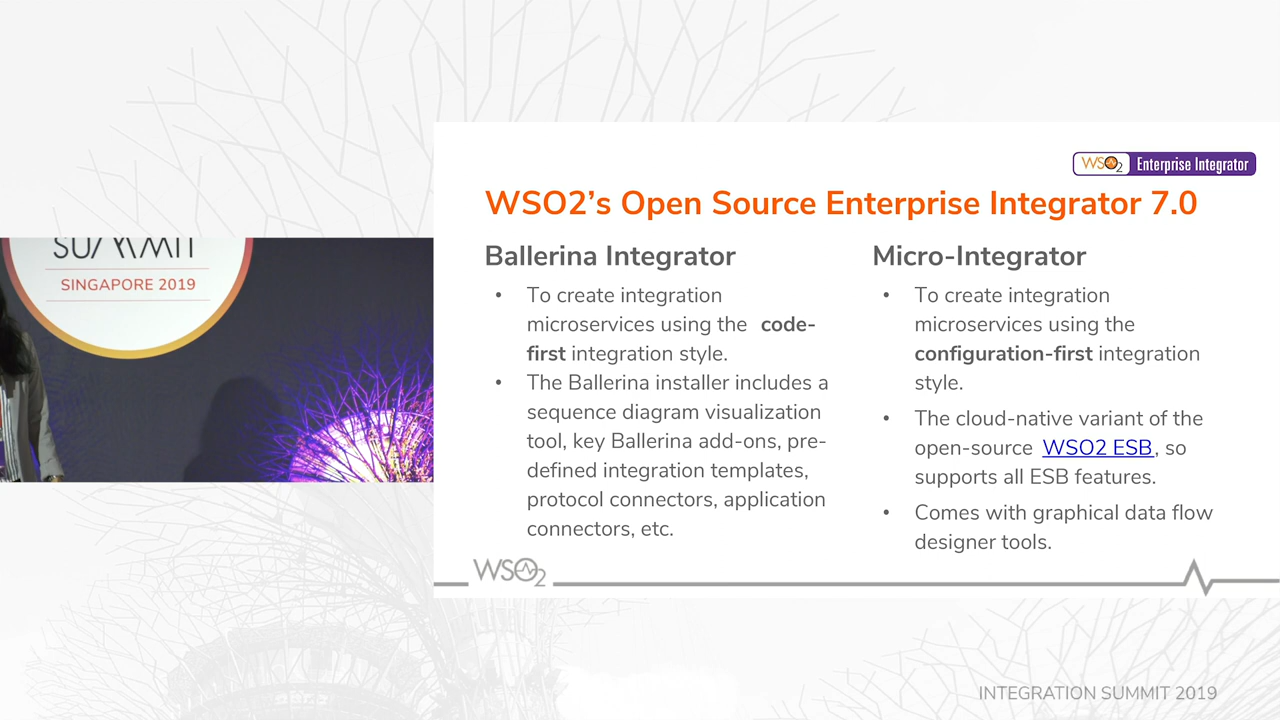 SUMMIT
SINGAPORE 2019
WSO2 Enterprise Integrator
WSO2's Open Source Enterprise Integrator 7.0
Ballerina Integrator
• To create integration
microservices using the code-
first integration style.
• The Ballerina installer includes a
sequence diagram visualization
tool, key Ballerina add-ons, pre-
defined integration templates,
protocol connectors, application
connectors, etc.
Micro-Integrator
• To create integration
microservices using the
configuration-first integration
style.
• The cloud-native variant of the
open-source WSO2 ESB, so
supports all ESB features.
• Comes with graphical data flow
designer tools.
WSO2
INTEGRATION SUMMIT 2019